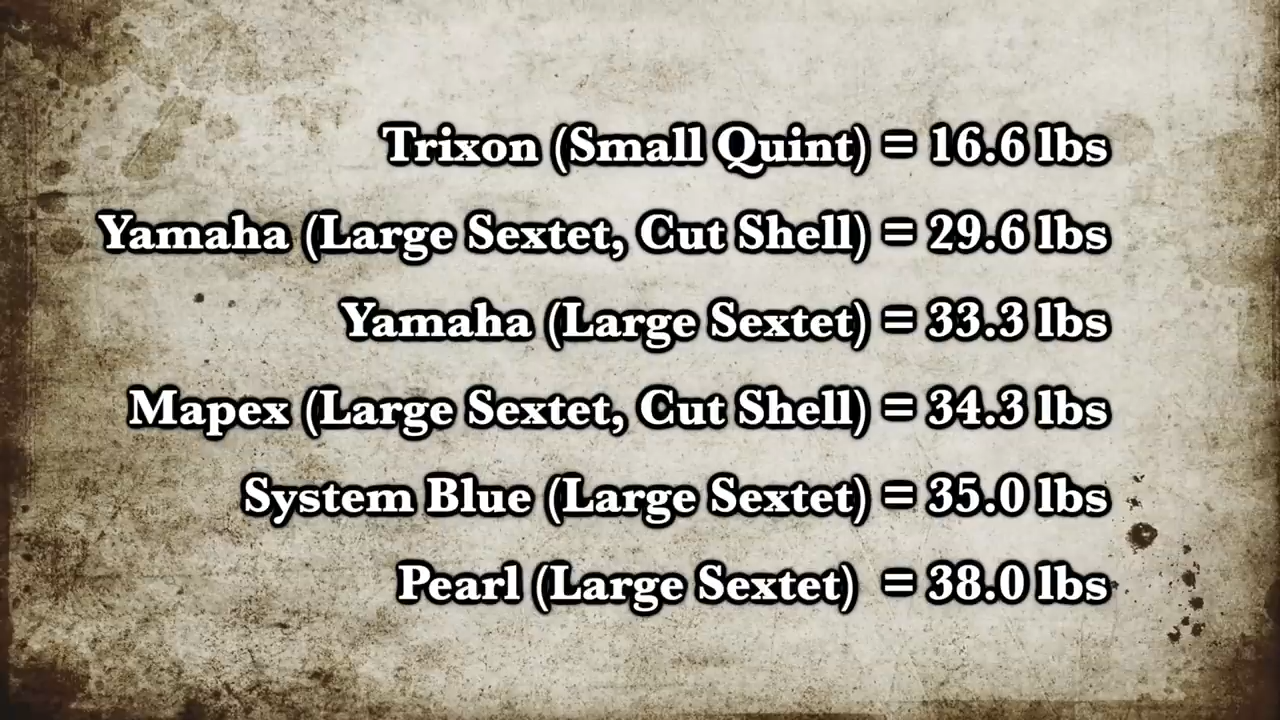 Trixon (Small Quint) = 16.6 lbs
Yamaha (Large Sextet, Cut Shell) = 29.6 lbs
Yamaha (Large Sextet) = 33.3 lbs
Mapex (Large Sextet, Cut Shell) = 34.3 lbs
System Blue (Large Sextet) = 35.0 lbs
Pearl (Large Sextet) = 38.0 lbs